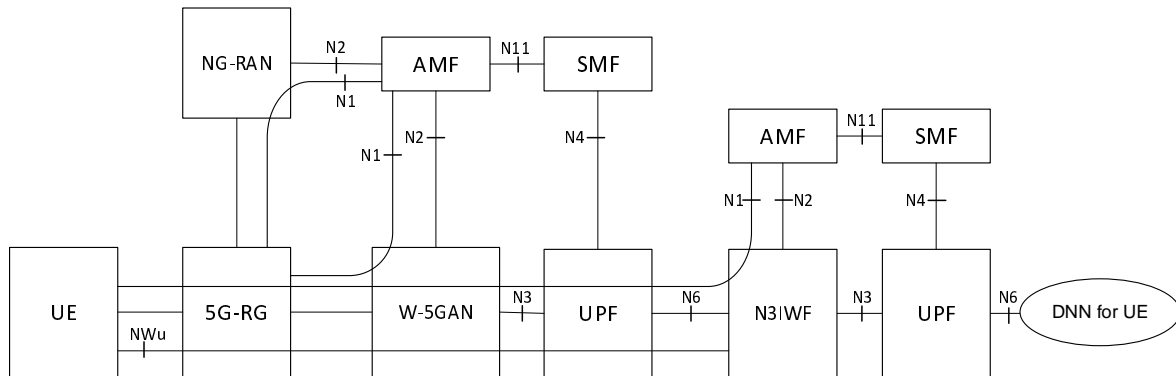 N2
N11
NG-RAN
AMF
SMF
N1
N11
N1
N2
N4
AMF
SMF
N1
N2
N4
UE
5G-RG
W-5GAN
N3
UPF
N6
N3IWF
N3
UPF
N6
DNN for UE
NWu